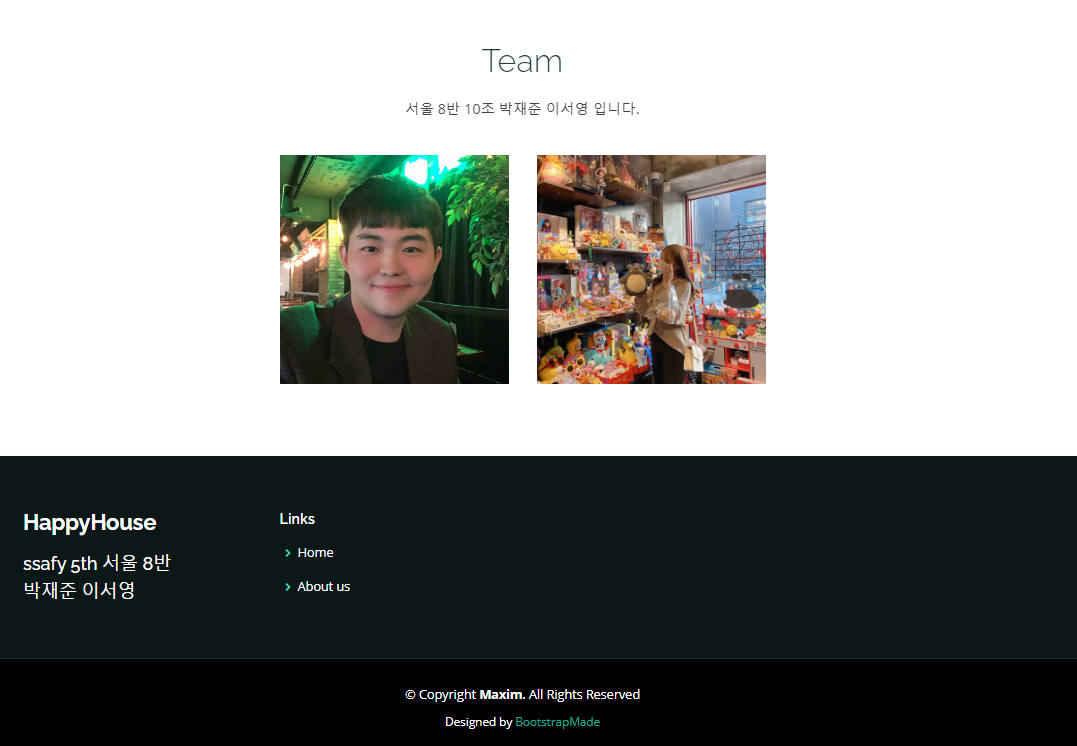 Team
서울 8반 10조 박재준 이서영 입니다.
HappyHouse
ssafy 5th 서울 8반
박재준 이서영
Links
Home
About us
© Copyright Maxim. All Rights Reserved
Designed by BootstrapMade